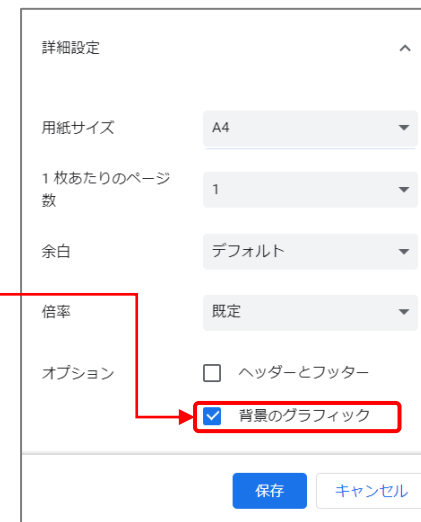 詳細設定
用紙サイズ A4
1 枚あたりのページ
数 1
余白 デフォルト
倍率 既定
オプション ヘッダーとフッター
背景のグラフィック
保存 キャンセル